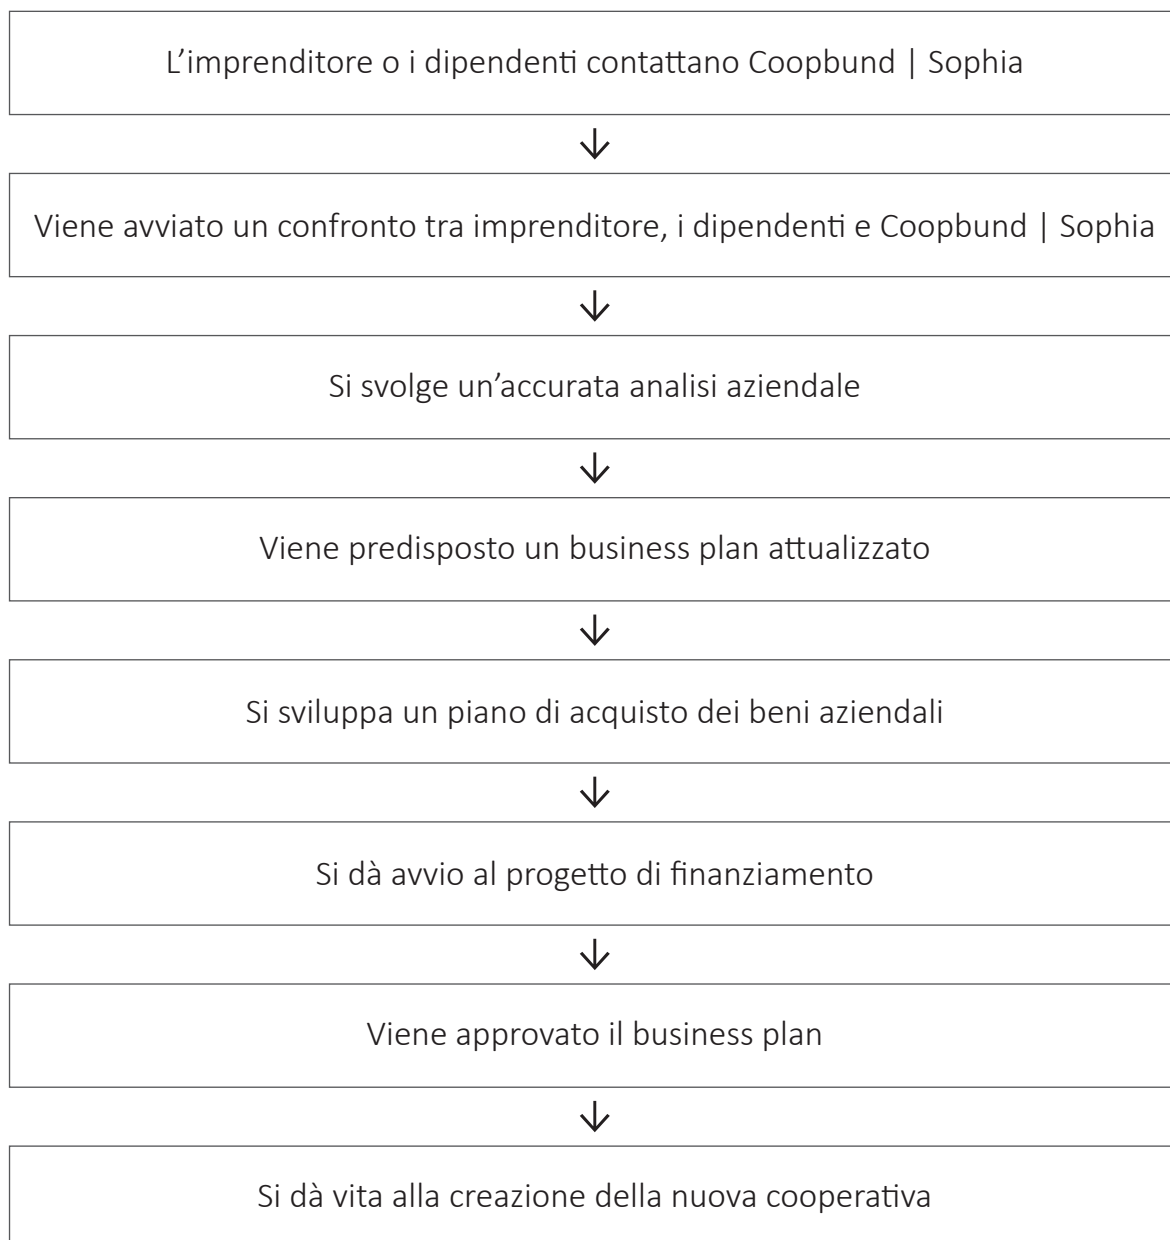 L’imprenditore o i dipendenti contattano Coopbund | Sophia
Viene avviato un confronto tra imprenditore, i dipendenti e Coopbund | Sophia
Si svolge un’accurata analisi aziendale
Viene predisposto un business plan attualizzato
Si sviluppa un piano di acquisto dei beni aziendali
Si dà avvio al progetto di finanziamento
Viene approvato il business plan
Si dà vita alla creazione della nuova cooperativa